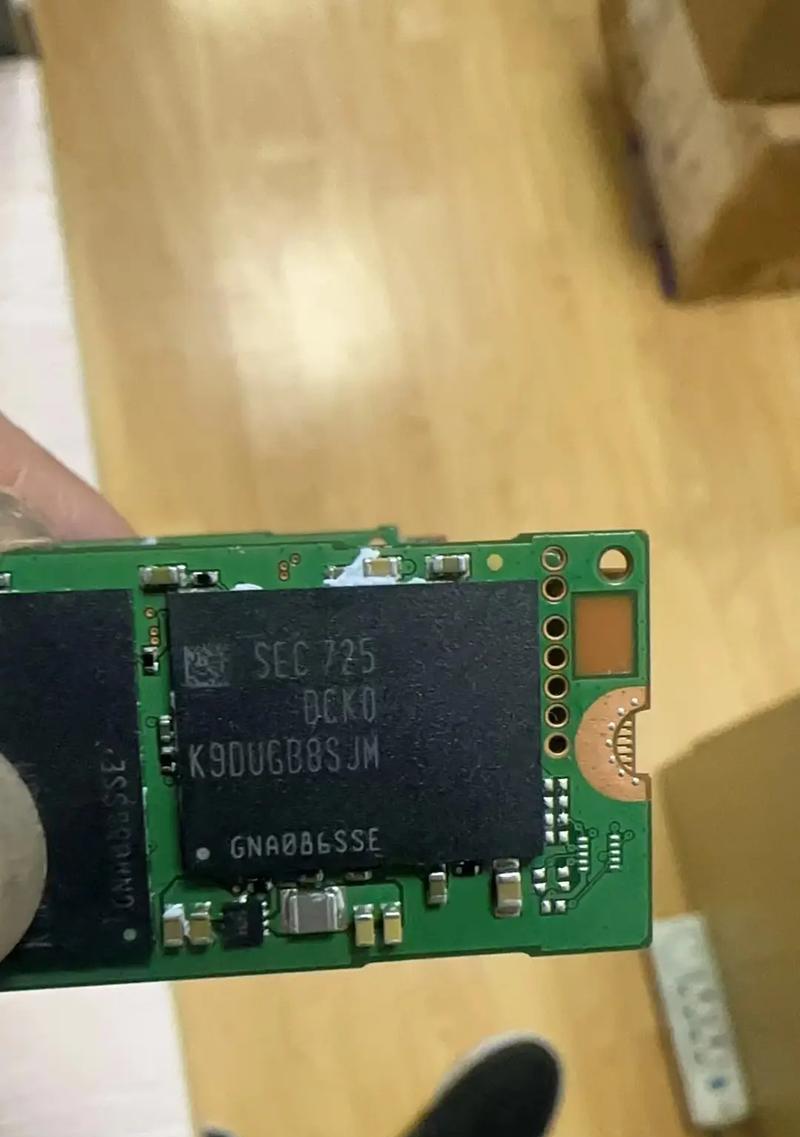 SEC 725
DCK0
K9DUGB8SJM
GNA0B6SSE